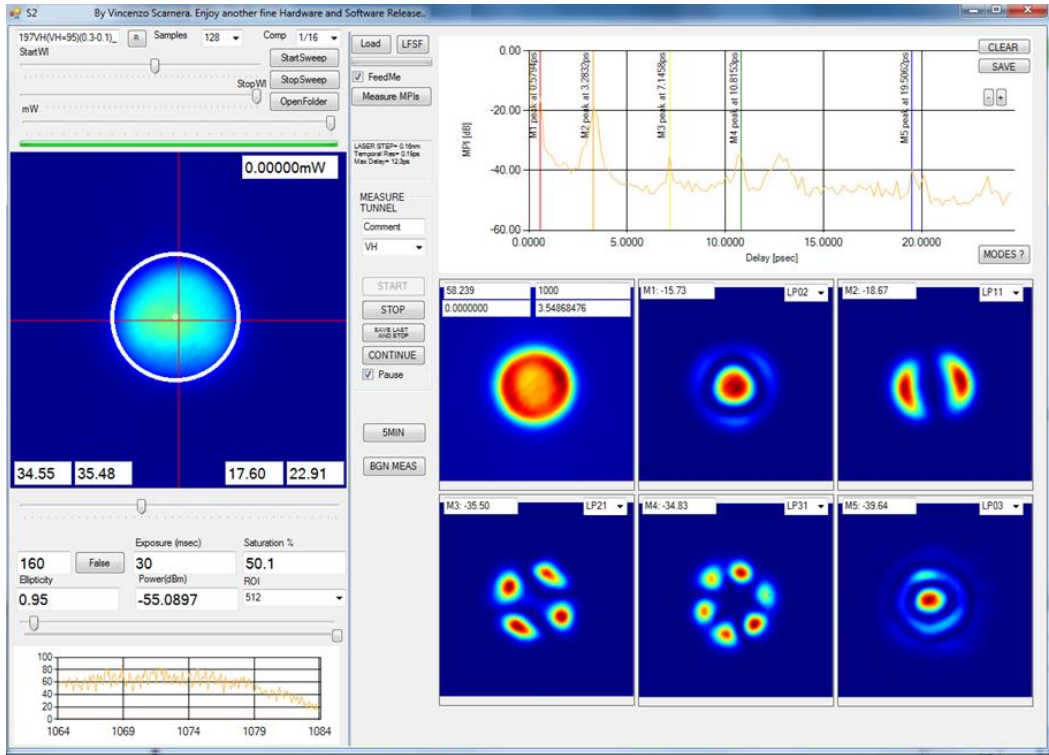 S2 By Vincenzo Scarnera. Enjoy another fine Hardware and Software Release..
197VH(VH=95)(0.3-0.1)_ R Samples 128 Comp 1/16
StartWl
StartSweep
StopWl StopSweep
OpenFolder
mW
0.00000mW
34.55 35.48 17.60 22.91
Exposure (msec) Saturation %
160 False 30 50.1
Ellipticity Power(dBm) ROI
0.95 -55.0897 512
100
80
60
40
20
0
1064 1069 1074 1079 1084
Load LFSF
FeedMe
Measure MPIs
LASER STEP= 0.16nm
Temporal Res= 0.19ps
Max Delay= 12.3ps
MEASURE
TUNNEL
Comment
VH
START
STOP
SAVE LAST
AND STOP
CONTINUE
Pause
5MIN
BGN MEAS
CLEAR
SAVE
- +
MODES ?
MPI [dB]
0.00
-20.00
-40.00
-60.00
M1 peak at 0.5794ps
M2 peak at 3.2832ps
M3 peak at 7.1458ps
M4 peak at 10.8153ps
M5 peak at 19.5062ps
0.0000 5.0000 10.0000 15.0000 20.0000
Delay [psec]
58.239 1000
0.0000000 3.54868476
M1: -15.73 LP02
M2: -18.67 LP11
M3: -35.50 LP21
M4: -34.83 LP31
M5: -39.64 LP03